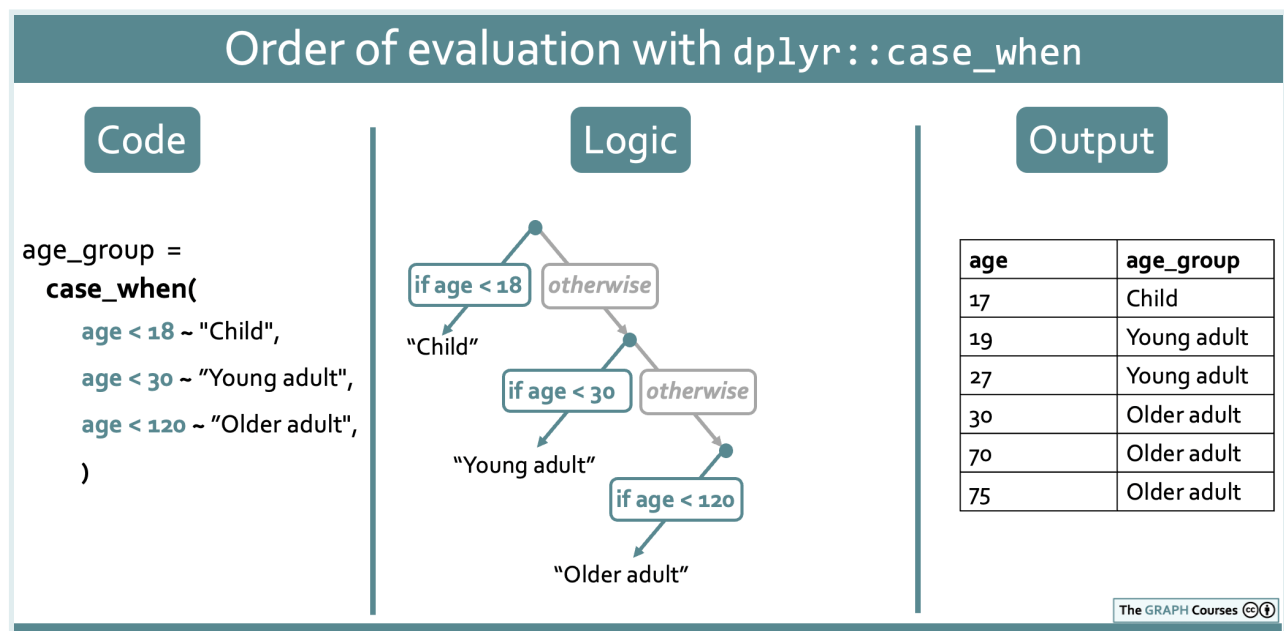 Order of evaluation with dplyr::case_when
Code
age_group =
case_when(
age < 18 ~ "Child",
age < 30 ~ ”Young adult",
age < 120 ~ ”Older adult",
)
Logic
if age < 18
otherwise
“Child”
if age < 30
otherwise
“Young adult”
if age < 120
“Older adult”
Output
age age_group
17 Child
19 Young adult
27 Young adult
30 Older adult
70 Older adult
75 Older adult
The GRAPH Courses